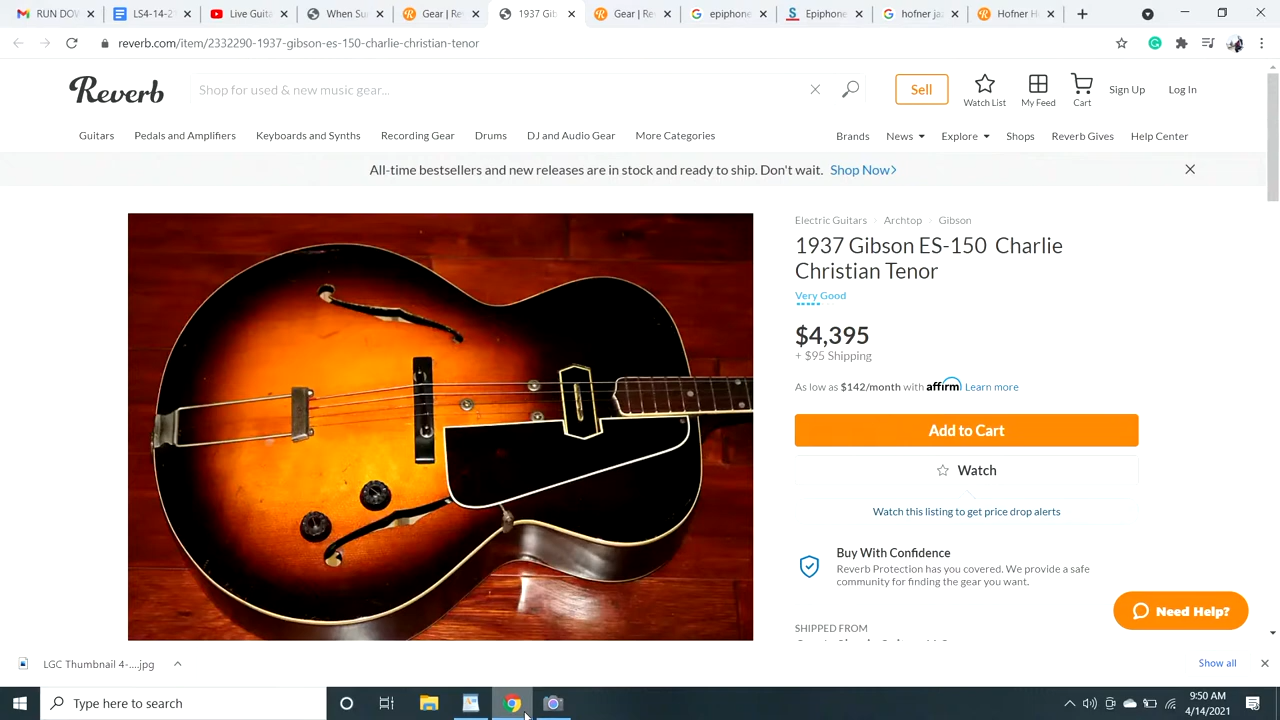 RUN DOW
LS4-14-23
Live Guita
When Sum
Gear | Rev
1937 Gib
Gear | Rev
epiphone
Epiphone
gofner jaz
Hofner H
reverb.com/item/2332290-1937-gibson-es-150-charlie-christian-tenor
Reverb
Shop for used & new music gear...
Sell
Watch List
My Feed
Cart
Sign Up
Log In
Guitars
Pedals and Amplifiers
Keyboards and Synths
Recording Gear
Drums
DJ and Audio Gear
More Categories
Brands
News
Explore
Shops
Reverb Gives
Help Center
All-time bestsellers and new releases are in stock and ready to ship. Don't wait. Shop Now
Electric Guitars
Archtop
Gibson
1937 Gibson ES-150 Charlie
Christian Tenor
Very Good
$4,395
+ $95 Shipping
As low as $142/month with affirm Learn more
Add to Cart
Watch
Watch this listing to get price drop alerts
Buy With Confidence
Reverb Protection has you covered. We provide a safe
community for finding the gear you want.
SHIPPED FROM
Need Help?
LGC Thumbnail 4-....jpg
Show all
Type here to search
9:50 AM
4/14/2021